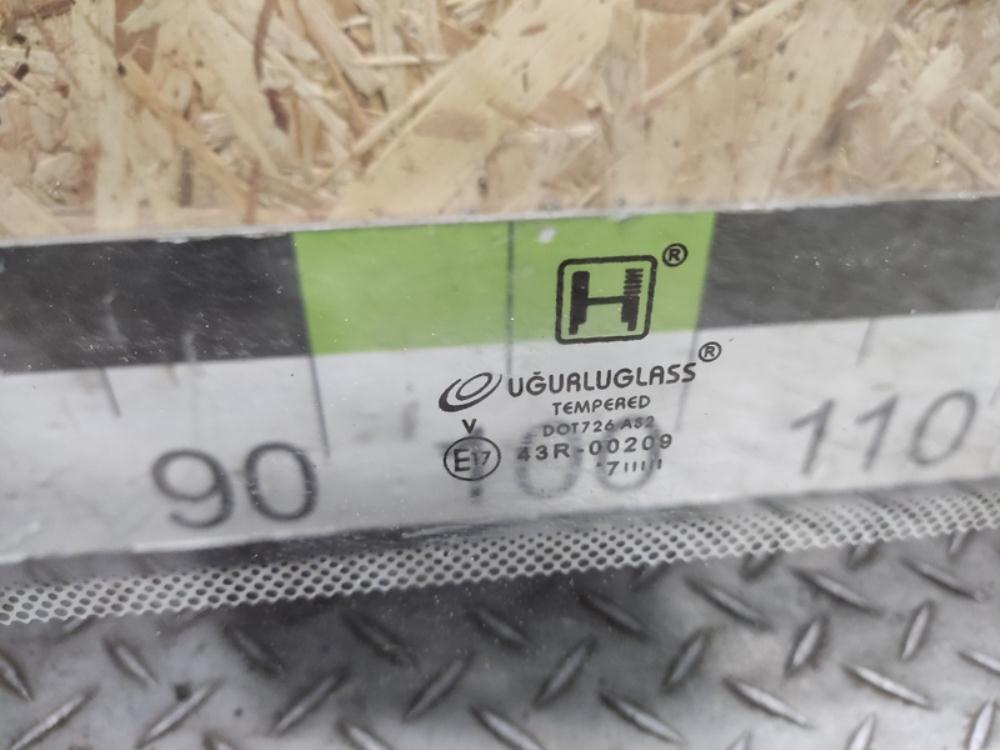 H®
UĞURLUGLASS®
TEMPERED
DOT726 AS2
V
E17 43R-00209
90 100 110